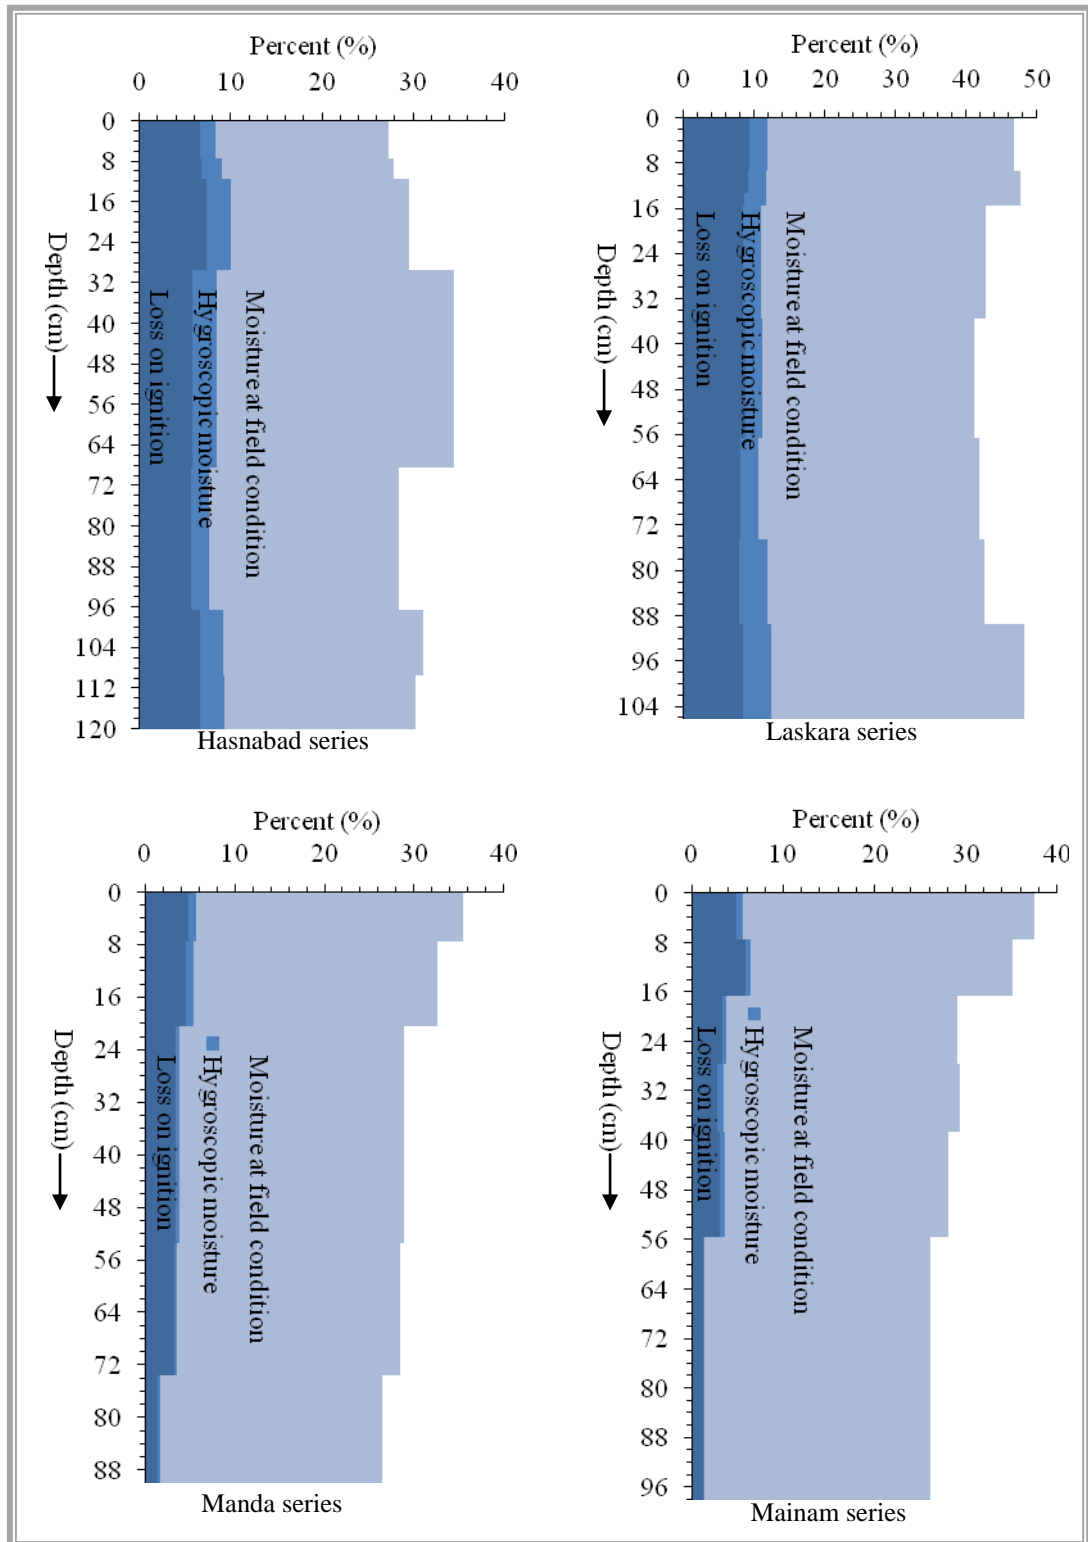 Percent (%)
0 10 20 30 40
0
8
16
24
32
40
48
56
64
72
80
88
96
104
112
120
Depth (cm)
Loss on ignition
Hygroscopic moisture
Moisture at field condition
Hasnabad series
Percent (%)
0 10 20 30 40 50
0
8
16
24
32
40
48
56
64
72
80
88
96
104
Depth (cm)
Loss on ignition
Hygroscopic moisture
Moisture at field condition
Laskara series
Percent (%)
0 10 20 30 40
0
8
16
24
32
40
48
56
64
72
80
88
Depth (cm)
Loss on ignition
Hygroscopic moisture
Moisture at field condition
Manda series
Percent (%)
0 10 20 30 40
0
8
16
24
32
40
48
56
64
72
80
88
96
Depth (cm)
Loss on ignition
Hygroscopic moisture
Moisture at field condition
Mainam series